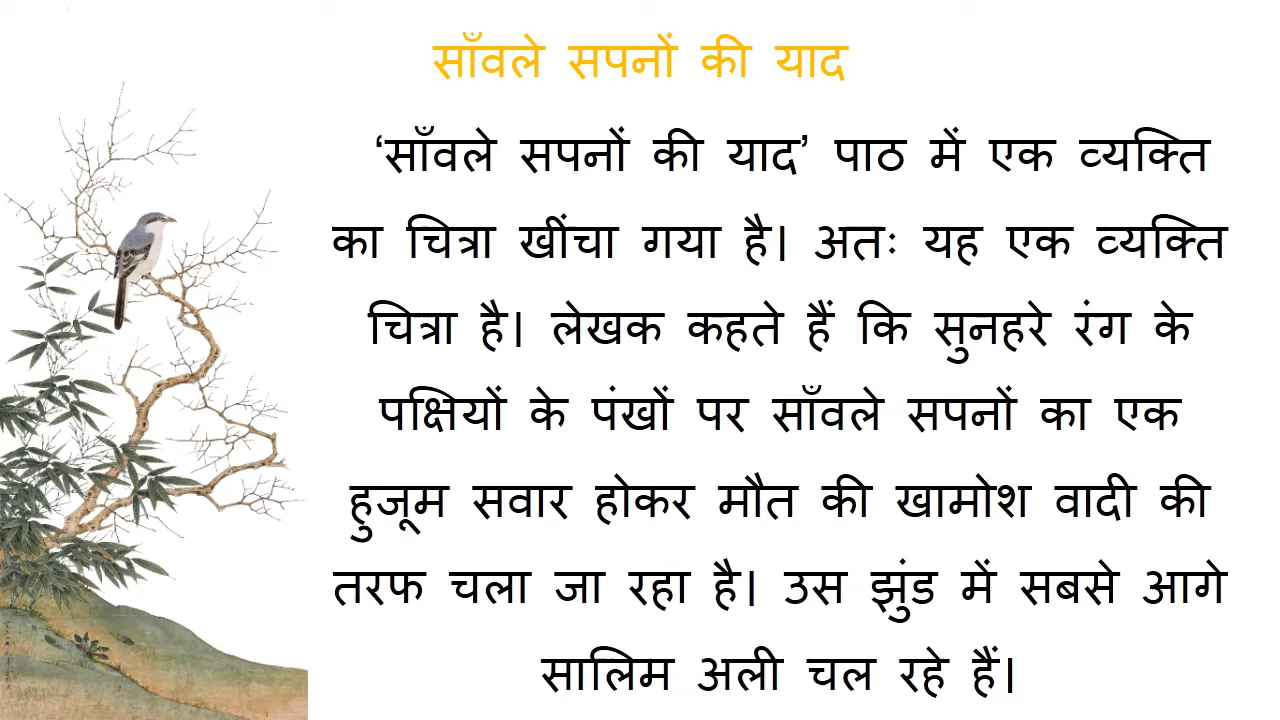 साँवले सपनों की याद
‘साँवले सपनों की याद’ पाठ में एक व्यक्ति
का चित्रा खींचा गया है। अतः यह एक व्यक्ति
चित्रा है। लेखक कहते हैं कि सुनहरे रंग के
पक्षियों के पंखों पर साँवले सपनों का एक
हुजूम सवार होकर मौत की खामोश वादी की
तरफ चला जा रहा है। उस झुंड में सबसे आगे
सालिम अली चल रहे हैं।